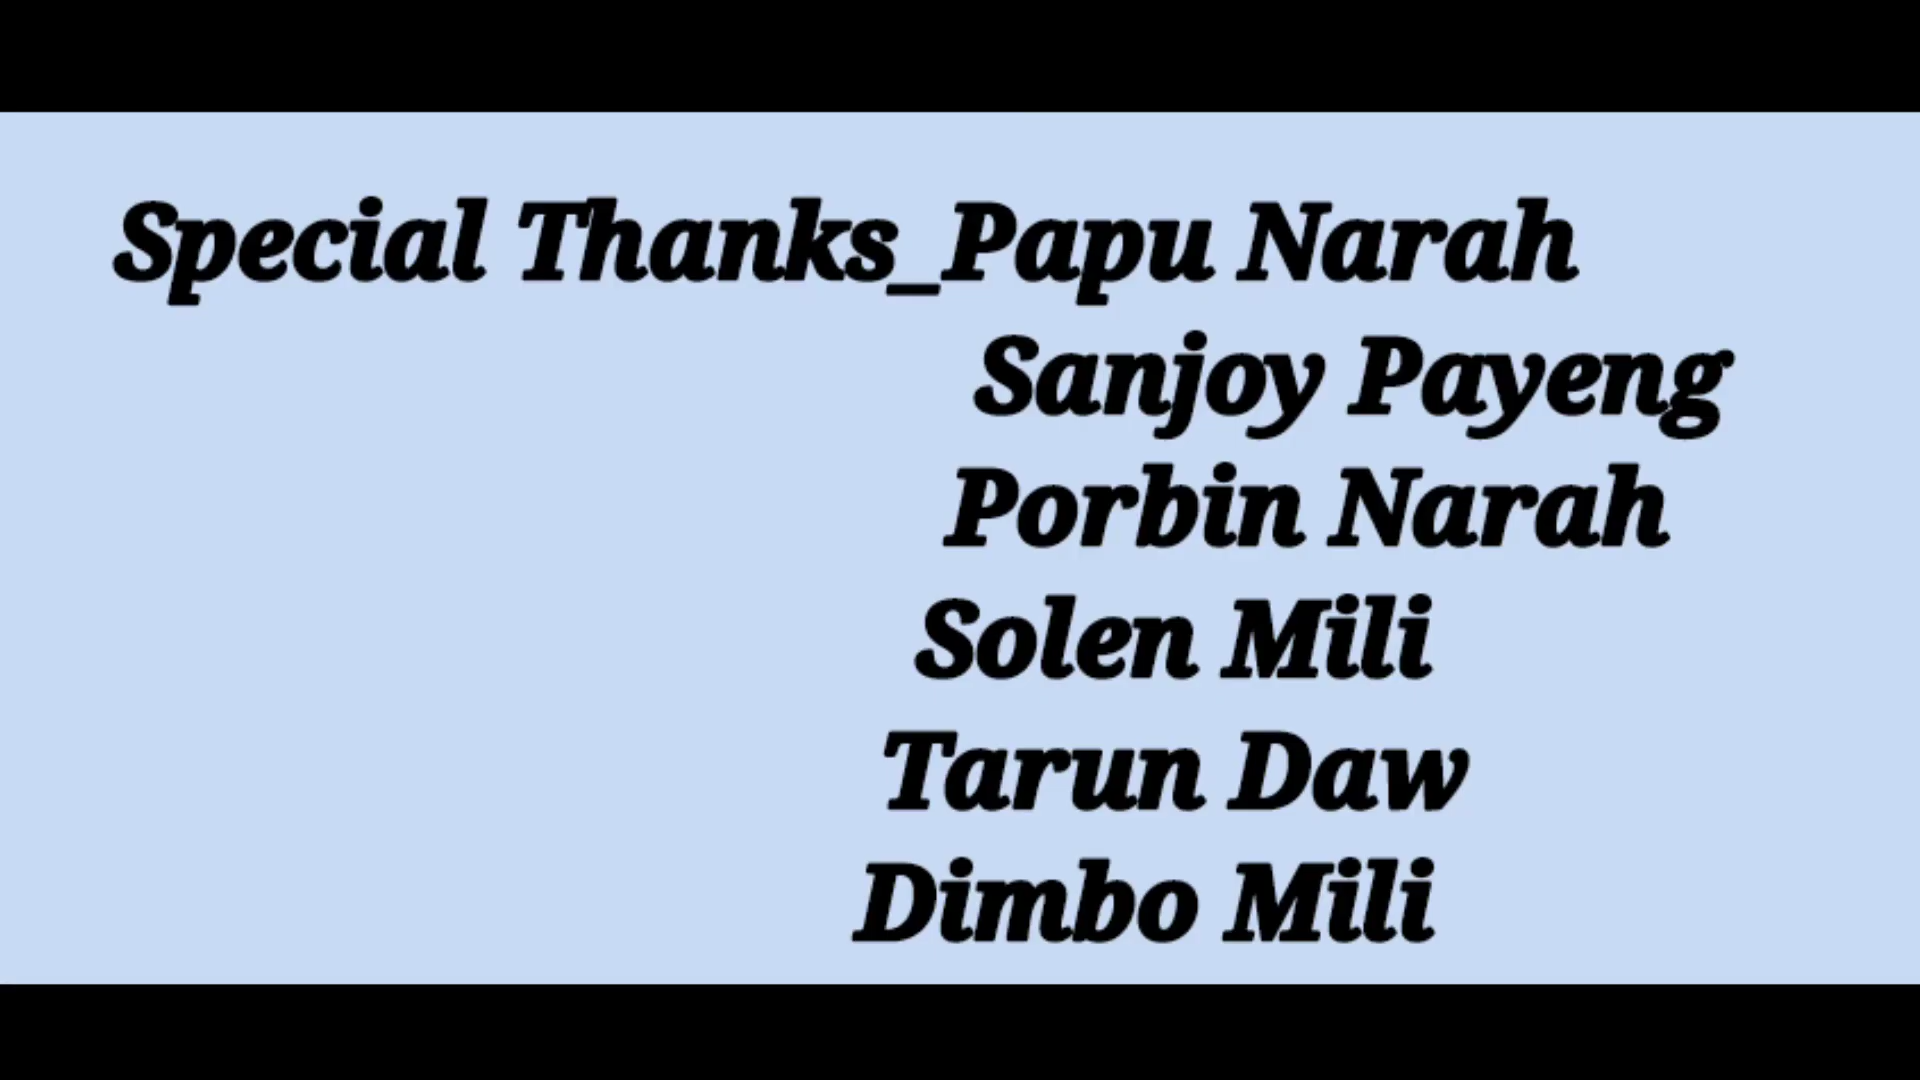 Special Thanks_Papu Narah
Sanjoy Payeng
Porbin Narah
Solen Mili
Tarun Daw
Dimbo Mili